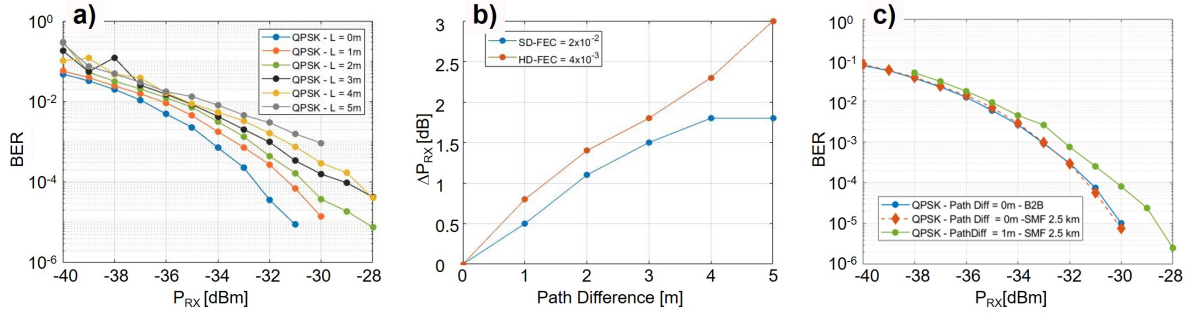 a)
10⁰
10⁻²
10⁻⁴
10⁻⁶
BER
-40 -38 -36 -34 -32 -30 -28
P_RX [dBm]
QPSK - L = 0m
QPSK - L = 1m
QPSK - L = 2m
QPSK - L = 3m
QPSK - L = 4m
QPSK - L = 5m
b)
3
2.5
2
1.5
1
0.5
0
ΔP_RX [dB]
0 1 2 3 4 5
Path Difference [m]
SD-FEC = 2x10⁻²
HD-FEC = 4x10⁻³
c)
10⁰
10⁻¹
10⁻²
10⁻³
10⁻⁴
10⁻⁵
10⁻⁶
BER
-40 -38 -36 -34 -32 -30 -28
P_RX[dBm]
QPSK - Path Diff = 0m - B2B
QPSK - Path Diff = 0m -SMF 2.5 km
QPSK - PathDiff = 1m - SMF 2.5 km